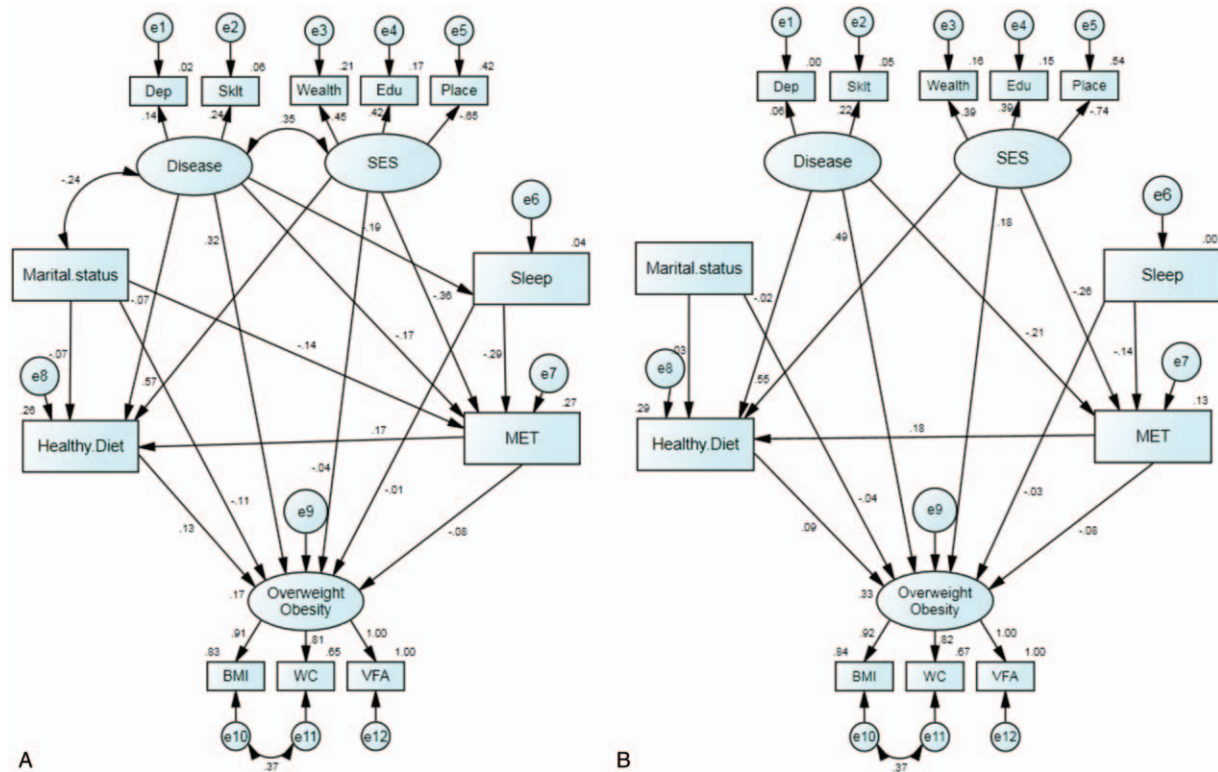 e1 e2 e3 e4 e5
.02 .06 .21 .17 .42
Dep Sklt Wealth Edu Place
.14 .24 .45 .42 -.65
.35
Disease SES
-.24
e6
.32 -.19 .04
Marital.status Sleep
-.07 -.36
-.17
-.07 -.14 -.29
e8 e7
.26 .57 .27
Healthy.Diet .17 MET
-.04
-.11 -.01
.13 e9 -.08
.17 Overweight
Obesity
.91 .81 1.00
.83 .65 1.00
BMI WC VFA
e10 e11 e12
.37
A
e1 e2 e3 e4 e5
.00 .05 .16 .15 .54
Dep Sklt Wealth Edu Place
.06 .22 .39 .39 -.74
Disease SES
e6
.49 .18 .00
Marital.status Sleep
-.02 -.26
-.21
.03 -.14
e8 e7
.29 .55 .13
Healthy.Diet .18 MET
-.04 -.03
.09 e9 -.08
.33 Overweight
Obesity
.92 .82 1.00
.84 .67 1.00
BMI WC VFA
e10 e11 e12
.37
B